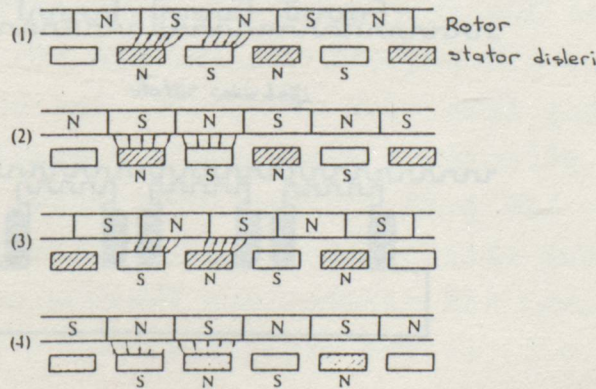 N S N S N Rotor
(1) stator dişleri
N S N S
N S N S N S
(2)
N S N S
S N S N S
(3)
S N S N
S N S N S N
(4)
S N S N